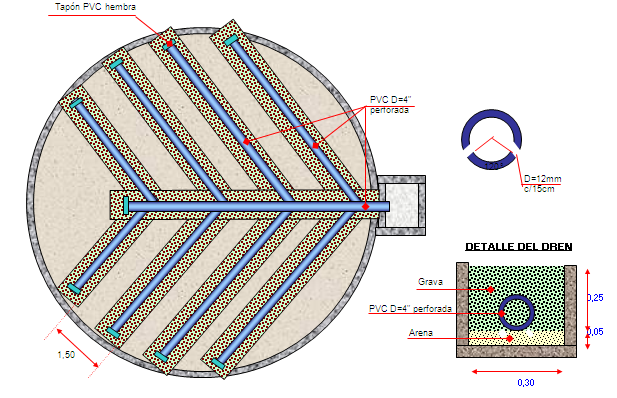 Tapón PVC hembra
PVC D=4"
perforada
D=12mm
c/15cm
DETALLE DEL DREN
Grava
0,25
PVC D=4" perforada
0,05
Arena
1,50
0,30